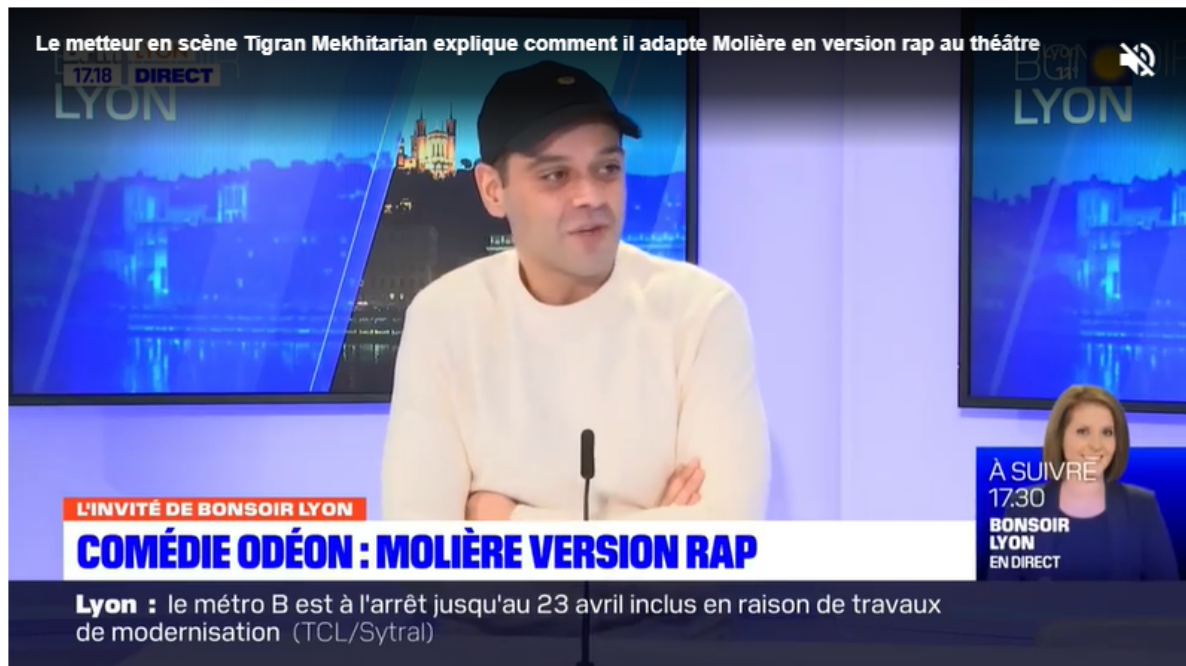 Le metteur en scène Tigran Mekhitarian explique comment il adapte Molière en version rap au théâtre
17.18 LYON DIRECT
LYON
LYON
À SUIVRE
17.30
BONSOIR
LYON
EN DIRECT
L'INVITÉ DE BONSOIR LYON
COMÉDIE ODÉON : MOLIÈRE VERSION RAP
Lyon : le métro B est à l'arrêt jusqu'au 23 avril inclus en raison de travaux
de modernisation (TCL/Sytral)